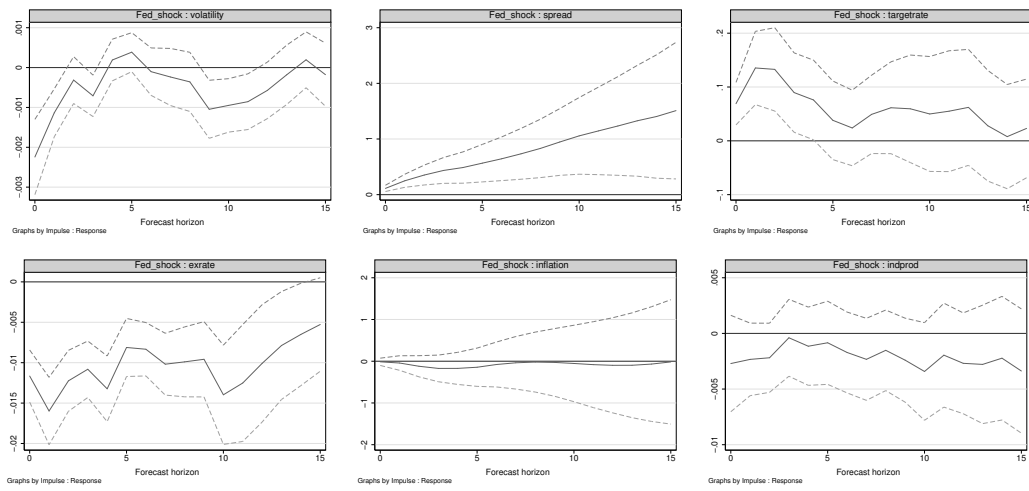 Fed_shock : volatility
.001
0
-.001
-.002
-.003
0
5
10
15
Forecast horizon
Graphs by Impulse : Response
Fed_shock : spread
3
2
1
0
0
5
10
15
Forecast horizon
Graphs by Impulse : Response
Fed_shock : targetrate
.2
.1
0
-.1
0
5
10
15
Forecast horizon
Graphs by Impulse : Response
Fed_shock : exrate
0
-.005
-.01
-.015
-.02
0
5
10
15
Forecast horizon
Graphs by Impulse : Response
Fed_shock : inflation
2
1
0
-1
-2
0
5
10
15
Forecast horizon
Graphs by Impulse : Response
Fed_shock : indprod
.005
0
-.005
-.01
0
5
10
15
Forecast horizon
Graphs by Impulse : Response